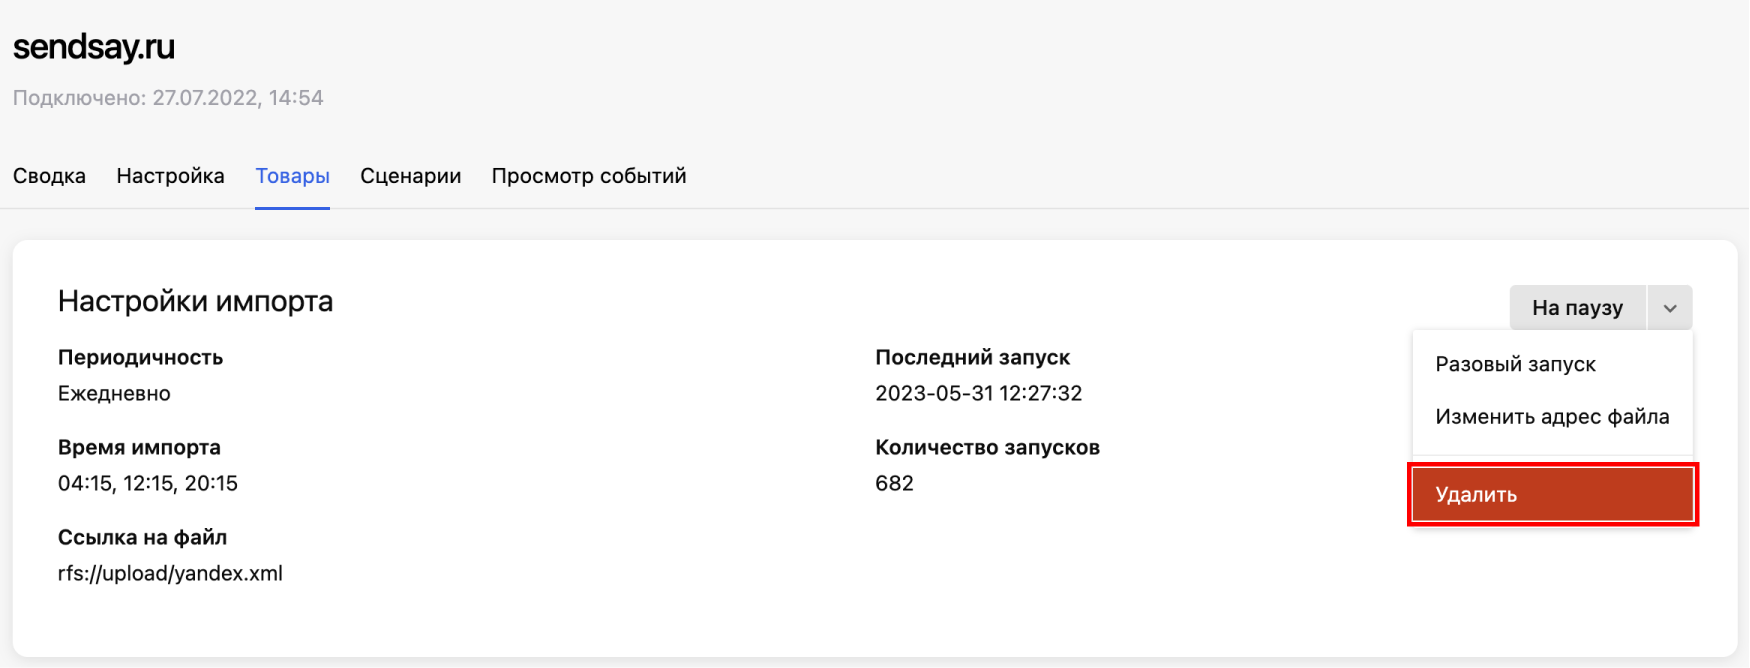 sendsay.ru
Подключено: 27.07.2022, 14:54
Сводка Настройка Товары Сценарии Просмотр событий
Настройки импорта
На паузу
Разовый запуск
Изменить адрес файла
Удалить
Периодичность
Ежедневно
Время импорта
04:15, 12:15, 20:15
Ссылка на файл
rfs://upload/yandex.xml
Последний запуск
2023-05-31 12:27:32
Количество запусков
682